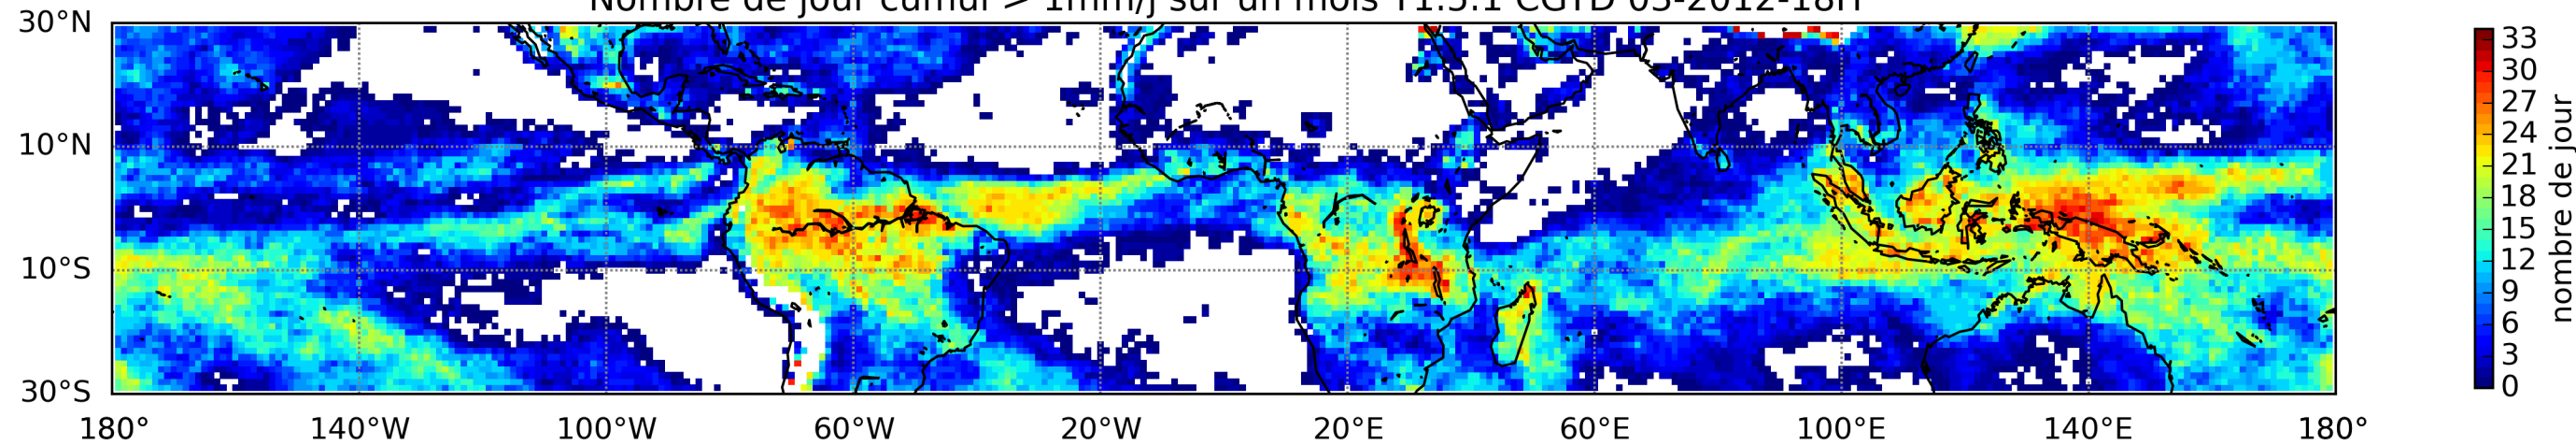 Nombre de jour cumul > 1mm/j sur un mois T1.5.1 CGTD 03-2012-18H
30°N
10°N
10°S
30°S
180° 140°W 100°W 60°W 20°W 20°E 60°E 100°E 140°E 180°
33
30
27
24
21
18
15
12
9
6
3
0
nombre de jour